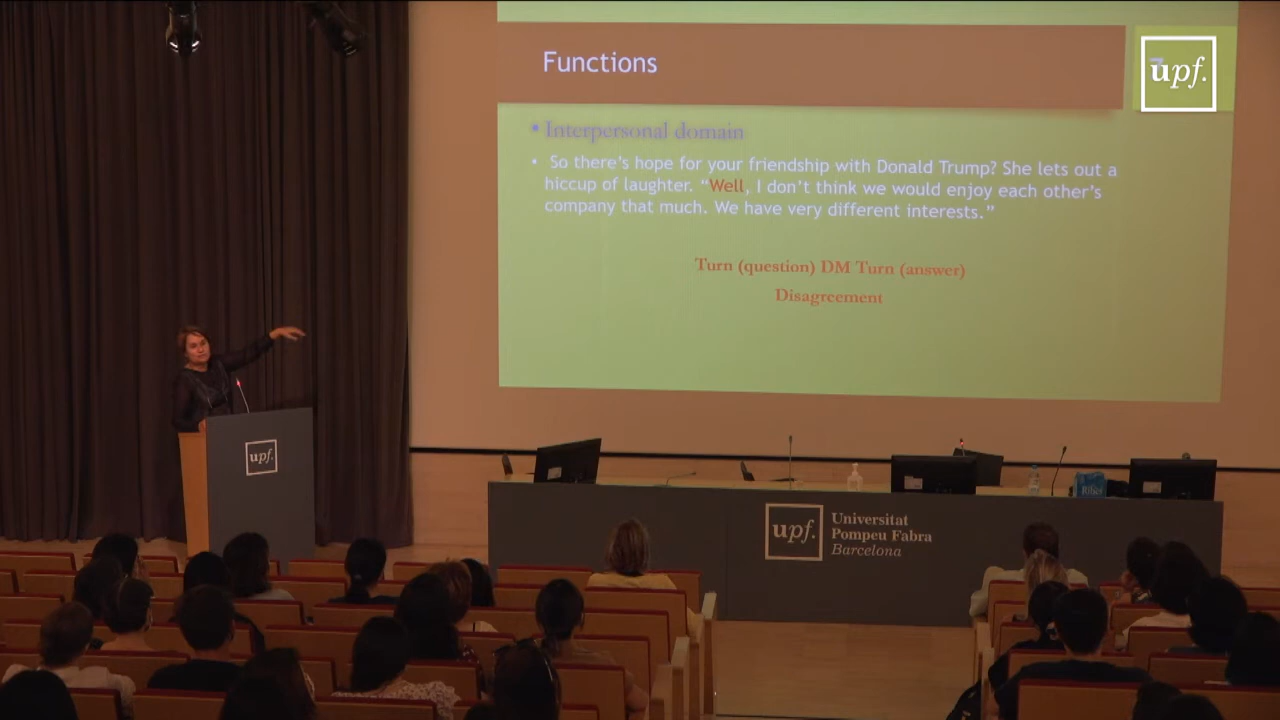 Functions
upf.
▪ Interpersonal domain
• So there's hope for your friendship with Donald Trump? She lets out a
hiccup of laughter. "Well, I don't think we would enjoy each other's
company that much. We have very different interests."
Turn (question) DM Turn (answer)
Disagreement
upf.
upf.
Universitat
Pompeu Fabra
Barcelona